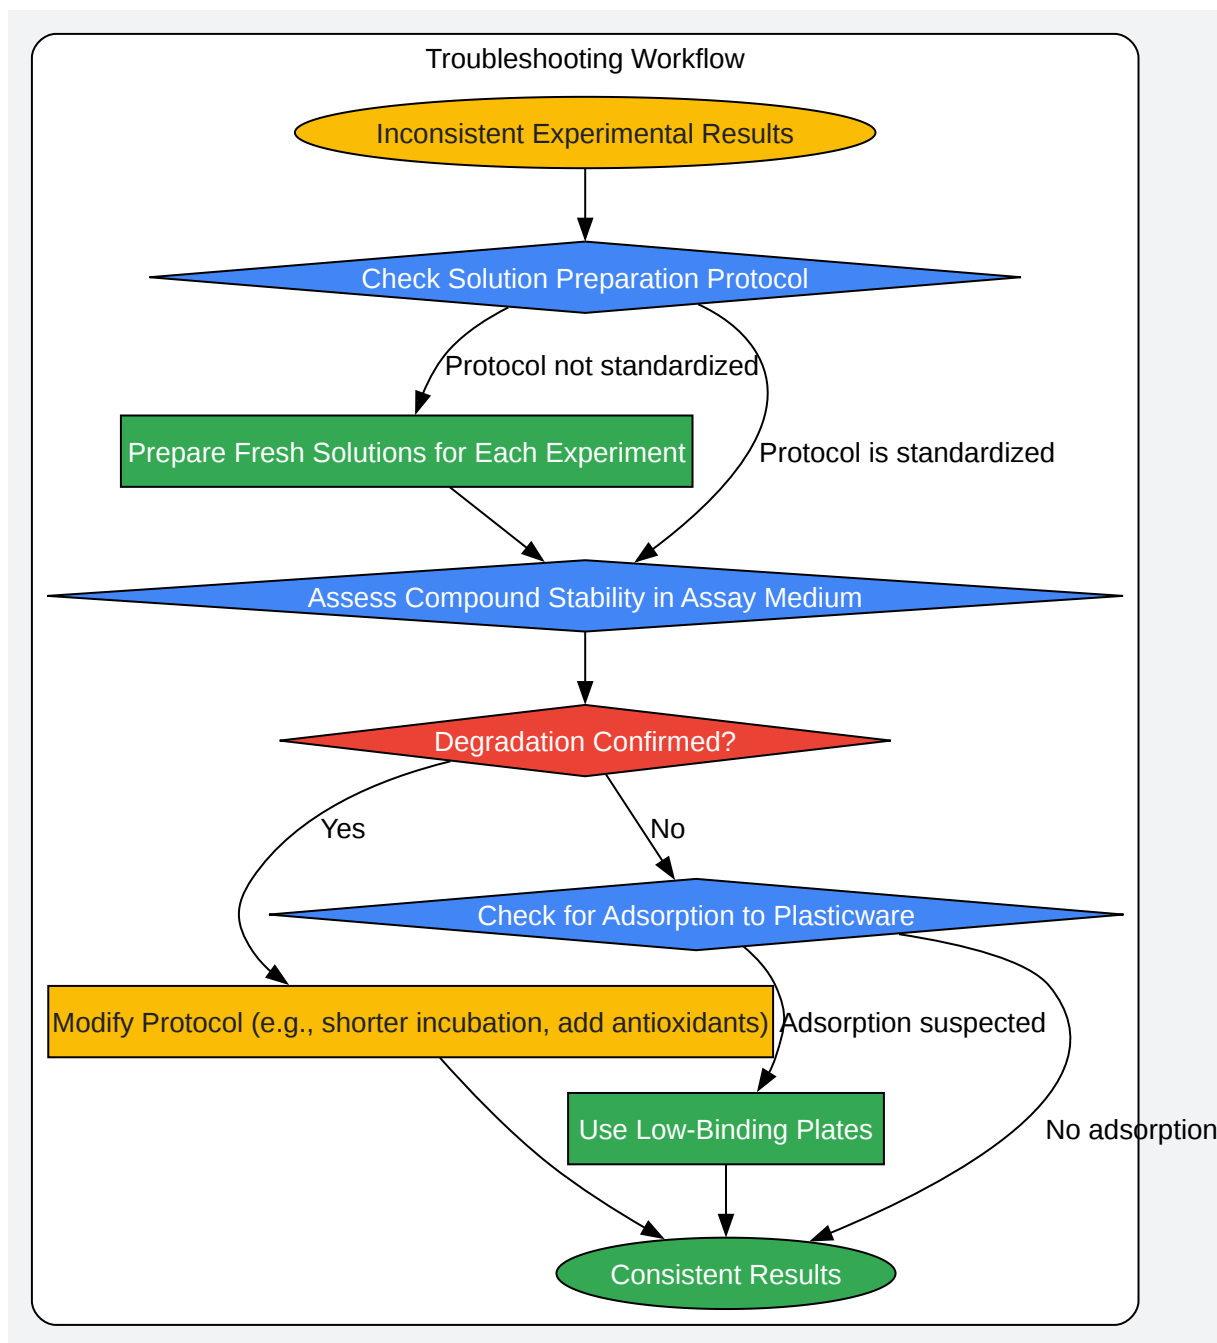 Troubleshooting Workflow
Inconsistent Experimental Results
Check Solution Preparation Protocol
Protocol not standardized
Prepare Fresh Solutions for Each Experiment
Protocol is standardized
Assess Compound Stability in Assay Medium
Degradation Confirmed?
Yes
No
Check for Adsorption to Plasticware
Modify Protocol (e.g., shorter incubation, add antioxidants)
Adsorption suspected
Use Low-Binding Plates
No adsorption
Consistent Results